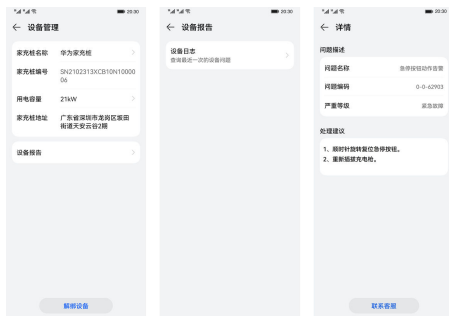 20:30
← 设备管理
家充桩名称 华为家充桩
家充桩编号 SN2102313XCB10N10000
06
用电容量 21kW
家充桩地址 广东省深圳市龙岗区坂田
街道天安云谷2期
设备报告
解绑设备
20:30
← 设备报告
设备日志
查询最近一次的设备问题
20:30
← 详情
问题描述
问题名称 急停按钮动作告警
问题编码 0-0-62903
严重等级 紧急故障
处理建议
1、顺时针旋转复位急停按钮。
2、重新插拔充电枪。
联系客服